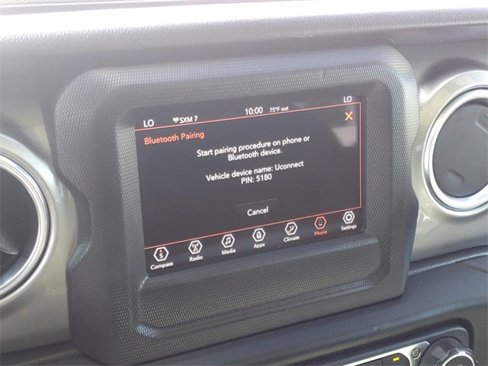 LO SXM 7 10:00 75°F out LO
Bluetooth Pairing
Start pairing procedure on phone or
Bluetooth device.
Vehicle device name: Uconnect
PIN: 5180
Cancel
Compass Radio Media Apps Climate Phone Settings